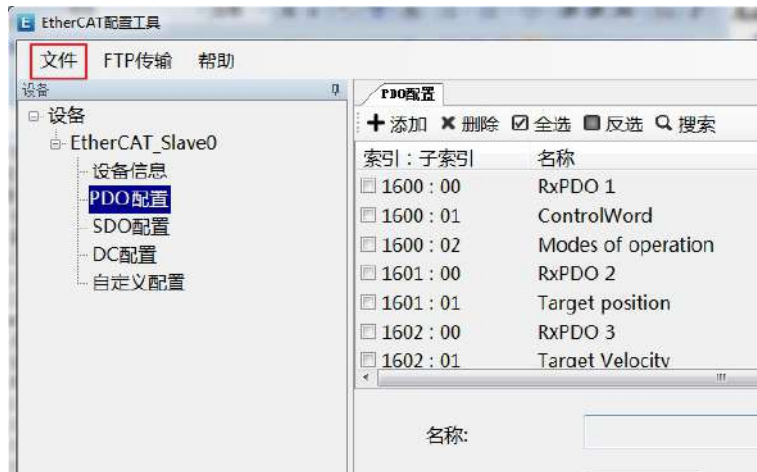 EtherCAT配置工具
文件 FTP传输 帮助
设备
设备
EtherCAT_Slave0
设备信息
PDO配置
SDO配置
DC配置
自定义配置
PDO配置
添加 删除 全选 反选 搜索
索引：子索引 名称
1600 : 00 RxPDO 1
1600 : 01 ControlWord
1600 : 02 Modes of operation
1601 : 00 RxPDO 2
1601 : 01 Target position
1602 : 00 RxPDO 3
1602 : 01 Target Velocity
名称: